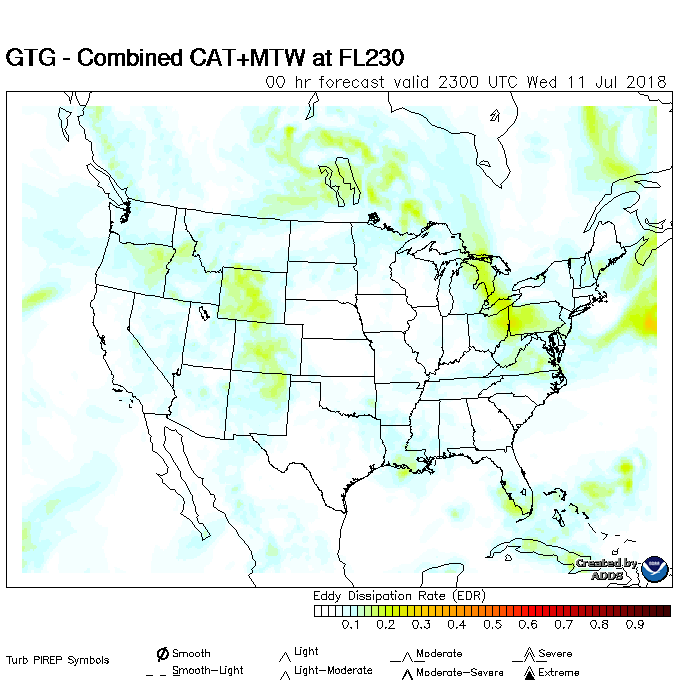 GTG - Combined CAT+MTW at FL230
00 hr forecast valid 2300 UTC Wed 11 Jul 2018
Created by
ADDS
Eddy Dissipation Rate (EDR)
0.1 0.2 0.3 0.4 0.5 0.6 0.7 0.8 0.9
Turb PIREP Symbols
Smooth Light Moderate Severe
Smooth-Light Light-Moderate Moderate-Severe Extreme